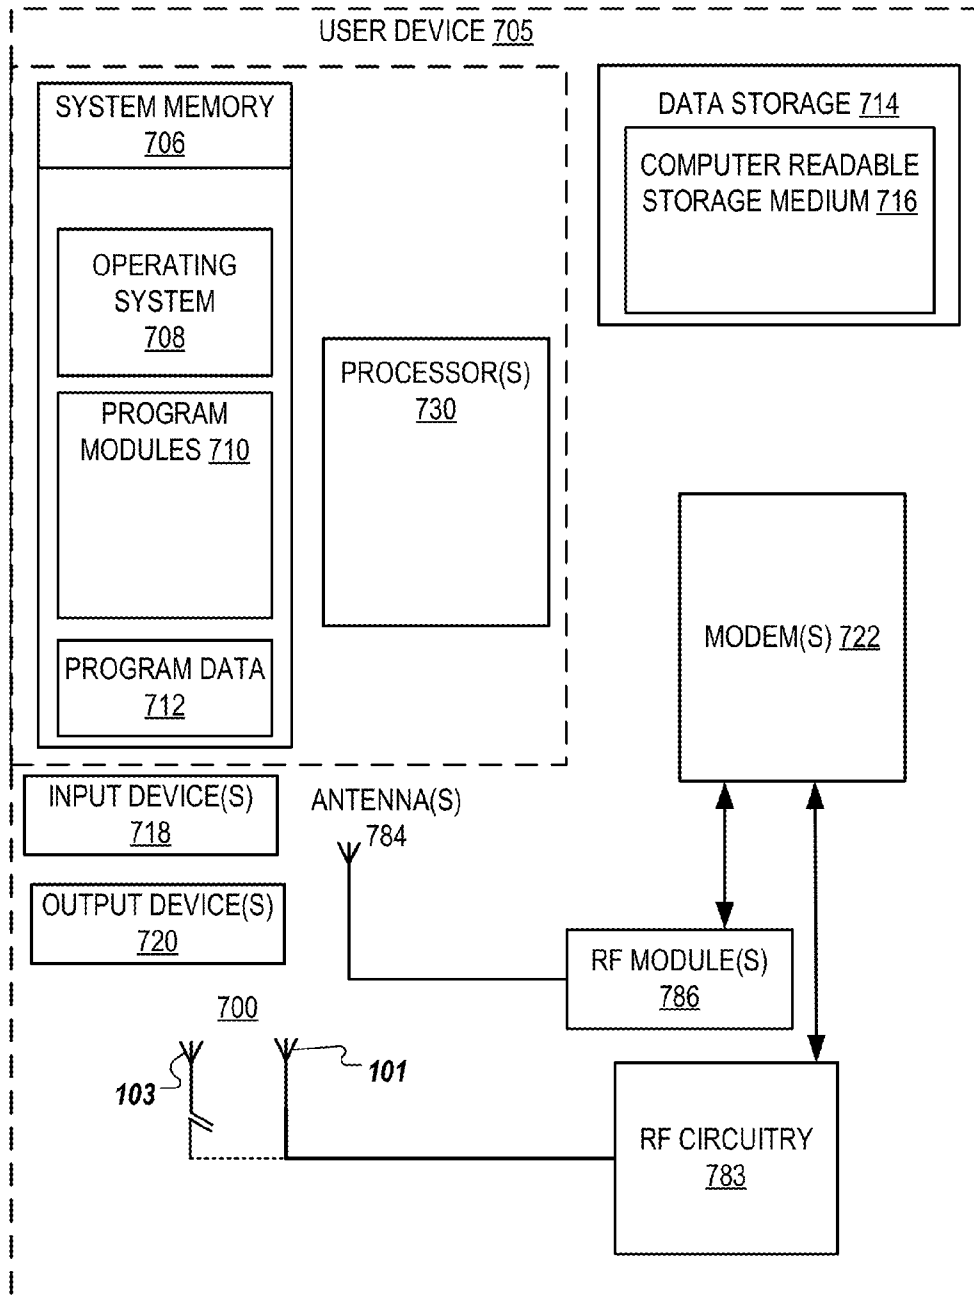 USER DEVICE 705
SYSTEM MEMORY
706
OPERATING
SYSTEM
708
PROGRAM
MODULES 710
PROGRAM DATA
712
PROCESSOR(S)
730
DATA STORAGE 714
COMPUTER READABLE
STORAGE MEDIUM 716
MODEM(S) 722
INPUT DEVICE(S)
718
OUTPUT DEVICE(S)
720
ANTENNA(S)
784
RF MODULE(S)
786
700
103
101
RF CIRCUITRY
783